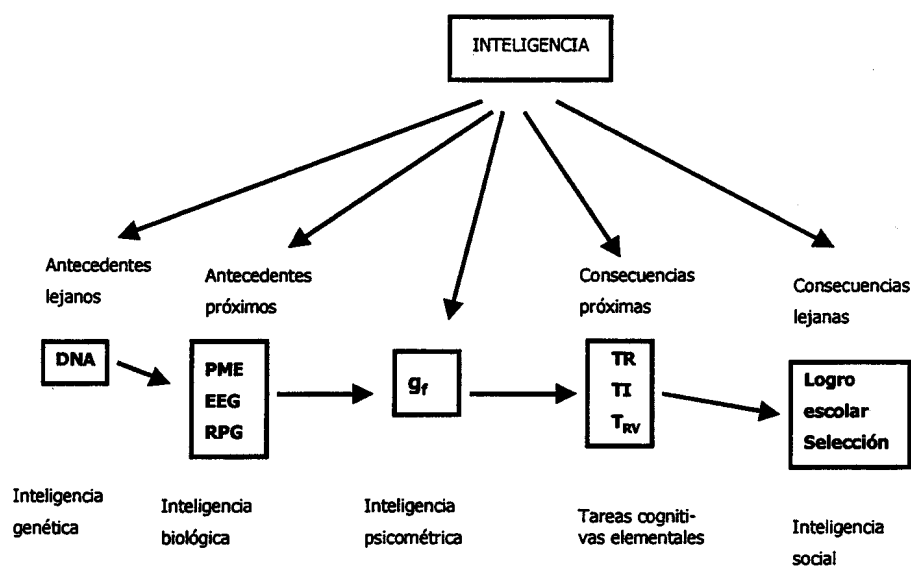 INTELIGENCIA
Antecedentes
lejanos
Antecedentes
próximos
Consecuencias
próximas
Consecuencias
lejanas
DNA
PME
EEG
RPG
gf
TR
TI
TRV
Logro
escolar
Selección
Inteligencia
genética
Inteligencia
biológica
Inteligencia
psicométrica
Tareas cogniti-
vas elementales
Inteligencia
social